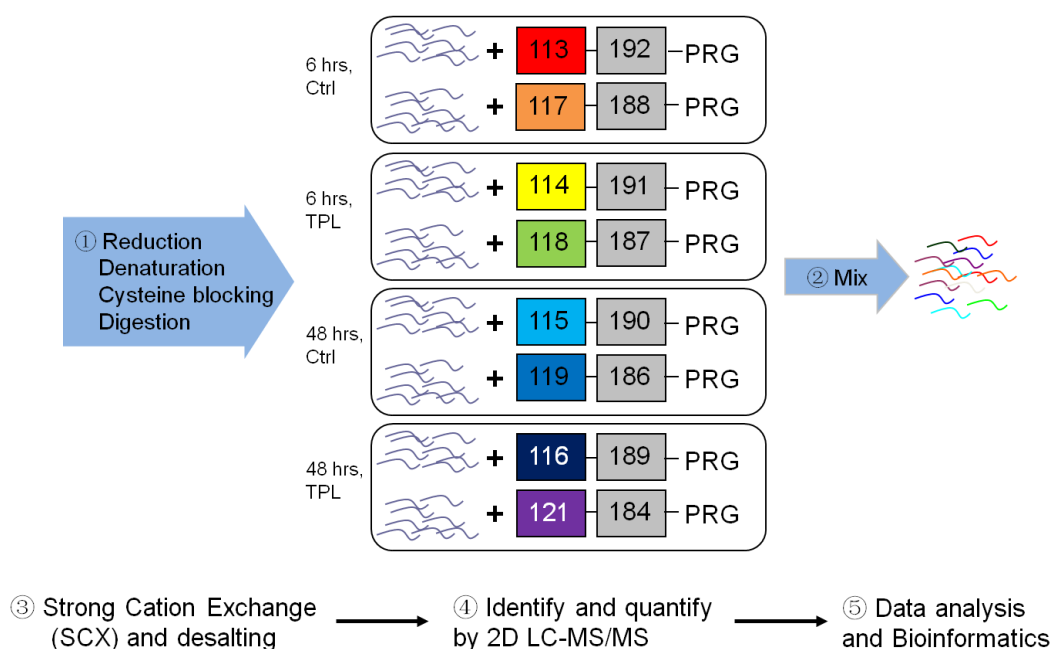 ① Reduction
Denaturation
Cysteine blocking
Digestion
6 hrs,
Ctrl
+ 113 192 PRG
+ 117 188 PRG
6 hrs,
TPL
+ 114 191 PRG
+ 118 187 PRG
48 hrs,
Ctrl
+ 115 190 PRG
+ 119 186 PRG
48 hrs,
TPL
+ 116 189 PRG
+ 121 184 PRG
② Mix
③ Strong Cation Exchange
(SCX) and desalting
④ Identify and quantify
by 2D LC-MS/MS
⑤ Data analysis
and Bioinformatics